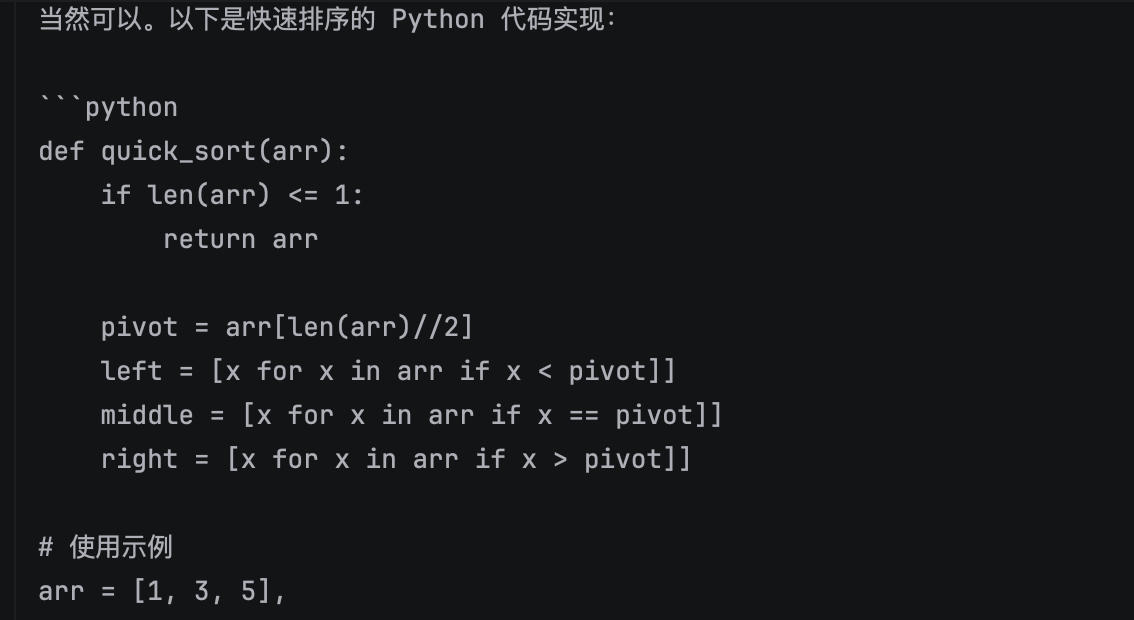 当然可以。以下是快速排序的 Python 代码实现：
```python
def quick_sort(arr):
    if len(arr) <= 1:
        return arr
    pivot = arr[len(arr)//2]
    left = [x for x in arr if x < pivot]]
    middle = [x for x in arr if x == pivot]]
    right = [x for x in arr if x > pivot]]
# 使用示例
arr = [1, 3, 5],